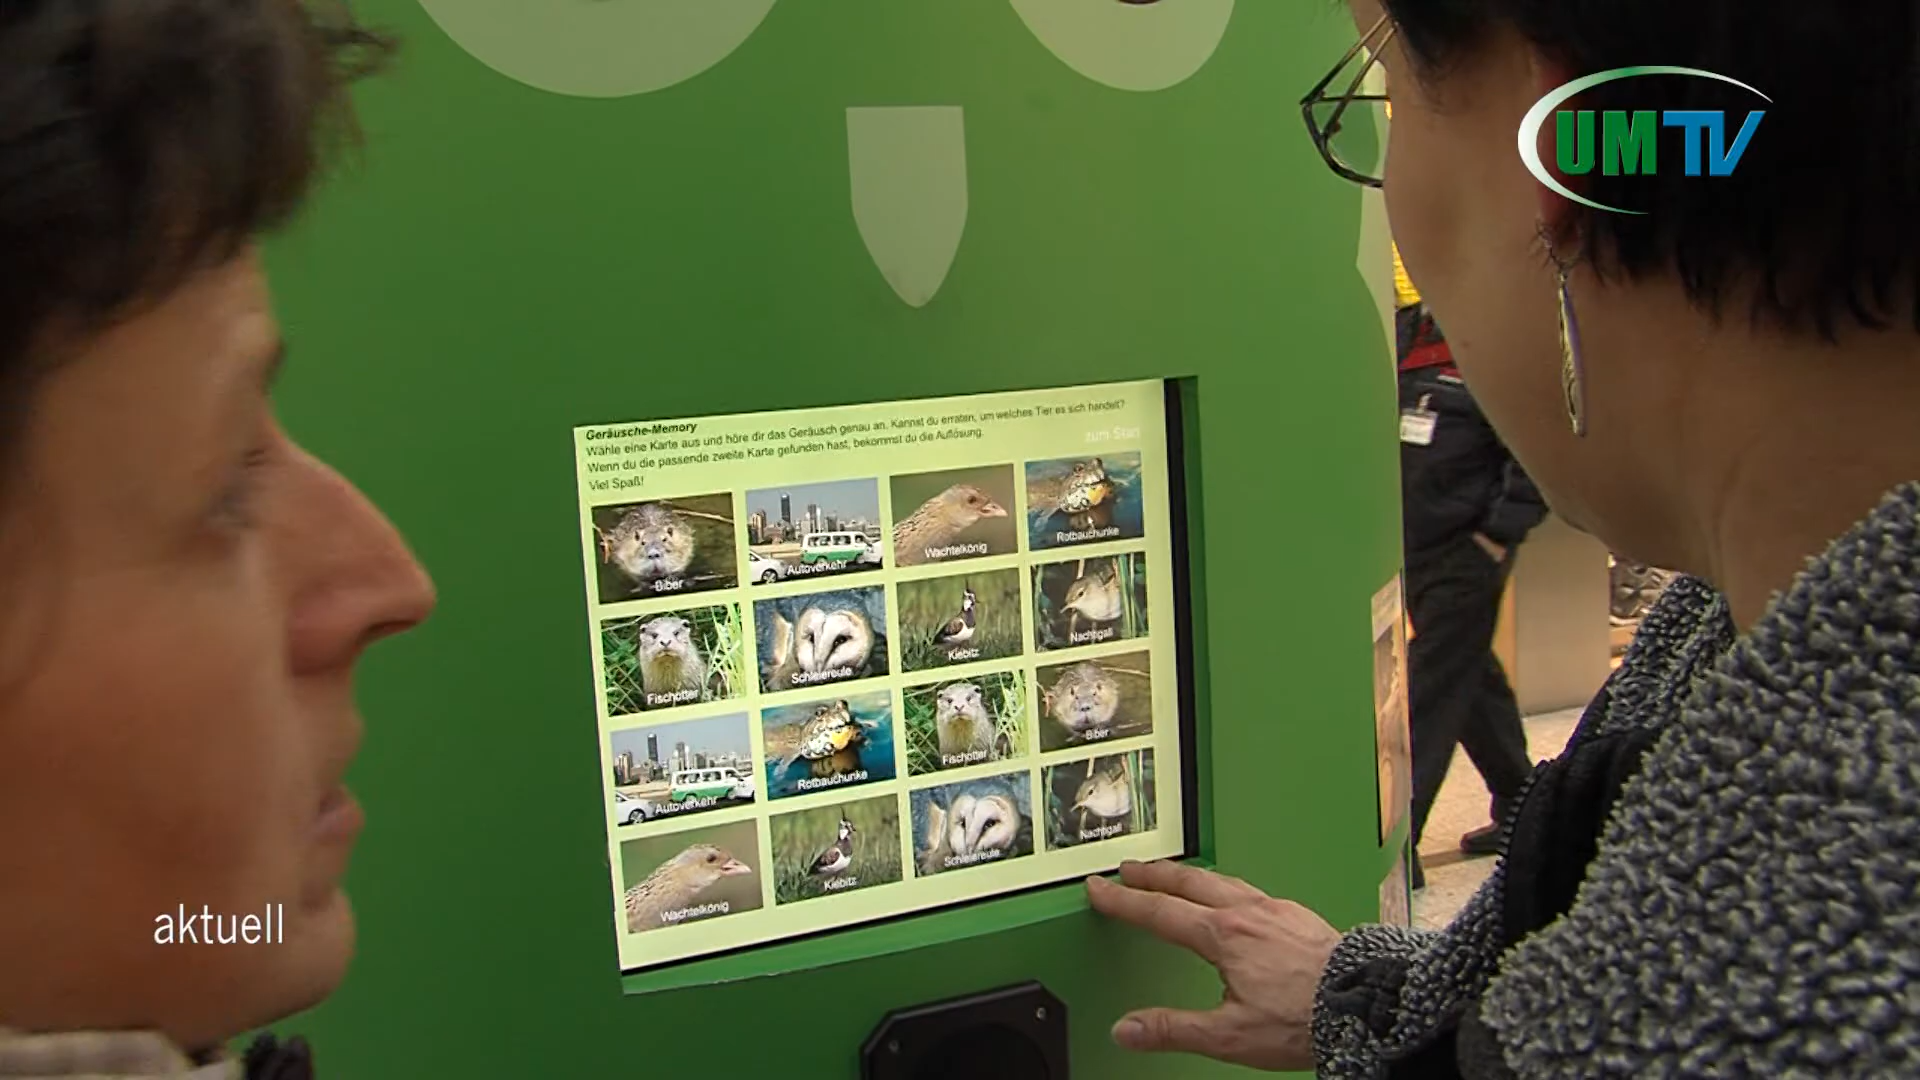 UMTV
Geräusche-Memory
Wähle eine Karte aus und höre dir das Geräusch genau an. Kannst du erraten, um welches Tier es sich handelt?
Wenn du die passende zweite Karte gefunden hast, bekommst du die Auflösung.
zum Start
Viel Spaß!
Biber
Autoverkehr
Wachtelkönig
Rotbauchunke
Fischotter
Schleiereule
Kiebitz
Nachtigall
Autoverkehr
Rotbauchunke
Fischotter
Biber
Wachtelkönig
Kiebitz
Schleiereule
Nachtigall
aktuell